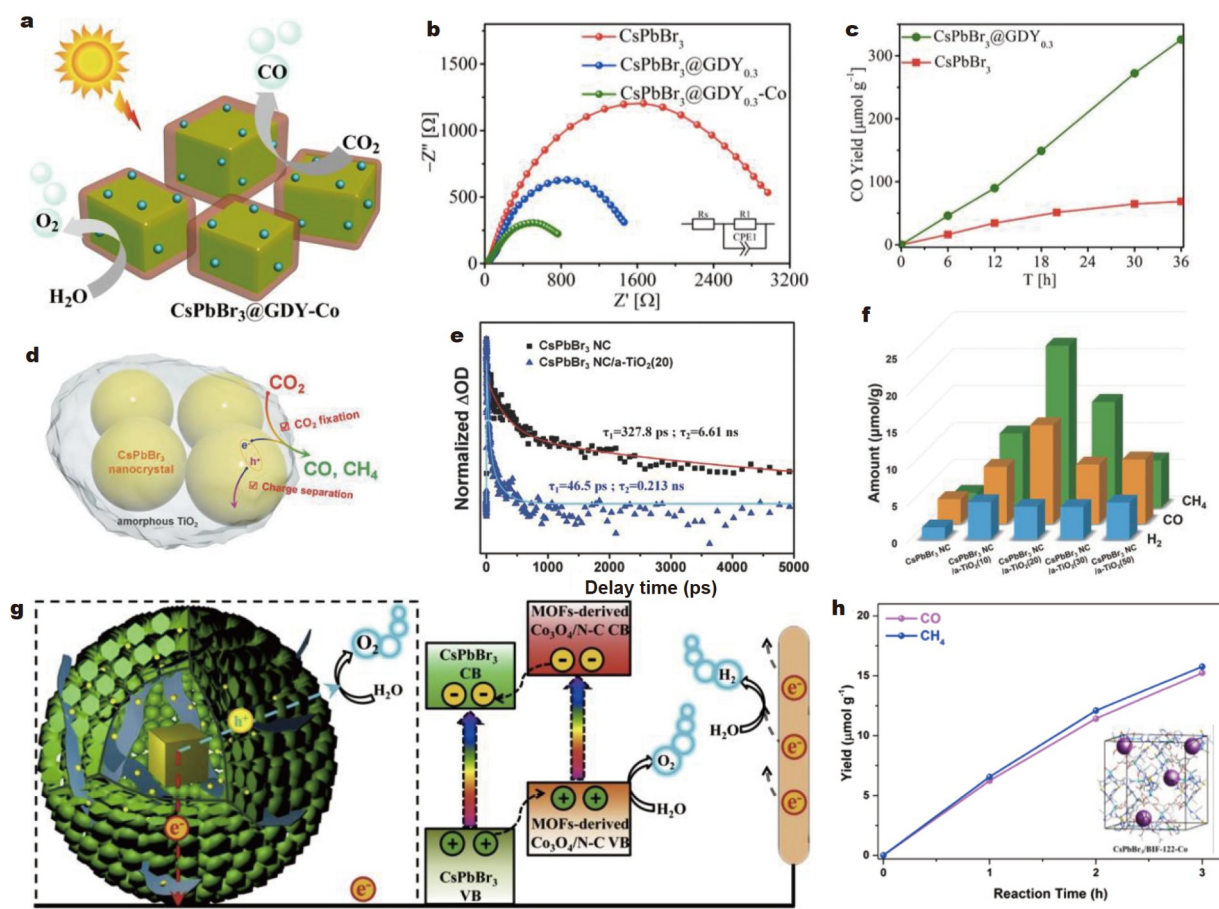 a
CO
CO₂
O₂
H₂O
CsPbBr₃@GDY-Co
b
CsPbBr₃
CsPbBr₃@GDY₀.₃
CsPbBr₃@GDY₀.₃-Co
−Z'' [Ω]
1500
1000
500
0
0
800
1600
2400
3200
Z' [Ω]
Rs
R1
CPE1
c
CsPbBr₃@GDY₀.₃
CsPbBr₃
CO Yield [μmol g⁻¹]
300
200
100
0
0
6
12
18
24
30
36
T [h]
d
CO₂
☑ CO₂ fixation
CsPbBr₃
nanocrystal
e⁻
h⁺
CO, CH₄
☑ Charge separation
amorphous TiO₂
e
CsPbBr₃ NC
CsPbBr₃ NC/a-TiO₂(20)
Normalized ΔOD
τ₁=327.8 ps ; τ₂=6.61 ns
τ₁=46.5 ps ; τ₂=0.213 ns
0
1000
2000
3000
4000
5000
Delay time (ps)
f
Amount (μmol/g)
25
20
15
10
5
0
CH₄
CO
H₂
CsPbBr₃ NC
CsPbBr₃ NC
/a-TiO₂(10)
CsPbBr₃ NC
/a-TiO₂(20)
CsPbBr₃ NC
/a-TiO₂(30)
CsPbBr₃ NC
/a-TiO₂(50)
g
O₂
H₂O
h⁺
e⁻
e⁻
CsPbBr₃
CB
MOFs-derived
Co₃O₄/N-C CB
MOFs-derived
Co₃O₄/N-C VB
CsPbBr₃
VB
O₂
H₂O
H₂
H₂O
e⁻
e⁻
e⁻
h
CO
CH₄
Yield (μmol g⁻¹)
20
15
10
5
0
0
1
2
3
Reaction Time (h)
CsPbBr₃/BIF-122-Co